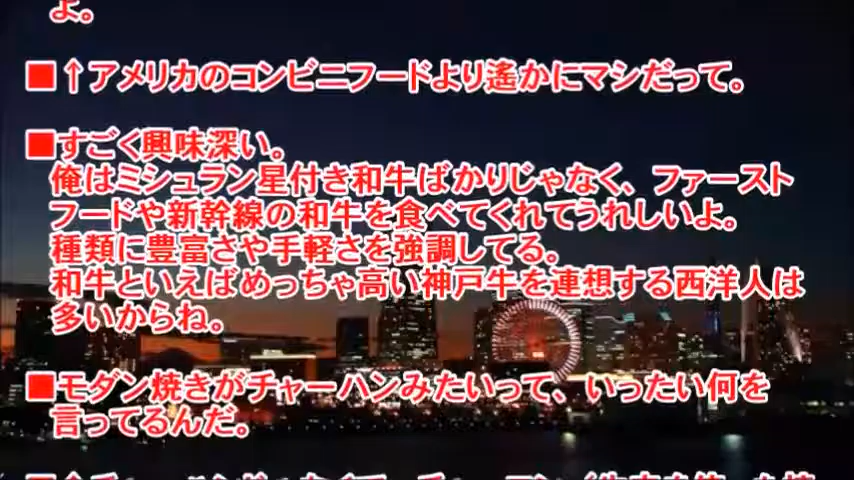 よ。
■↑アメリカのコンビニフードより遙かにマシだって。
■すごく興味深い。
俺はミシュラン星付き和牛ばかりじゃなく、ファースト
フードや新幹線の和牛を食べてくれてうれしいよ。
種類に豊富さや手軽さを強調してる。
和牛といえばめっちゃ高い神戸牛を連想する西洋人は
多いからね。
■モダン焼きがチャーハンみたいって、いったい何を
言ってるんだ。